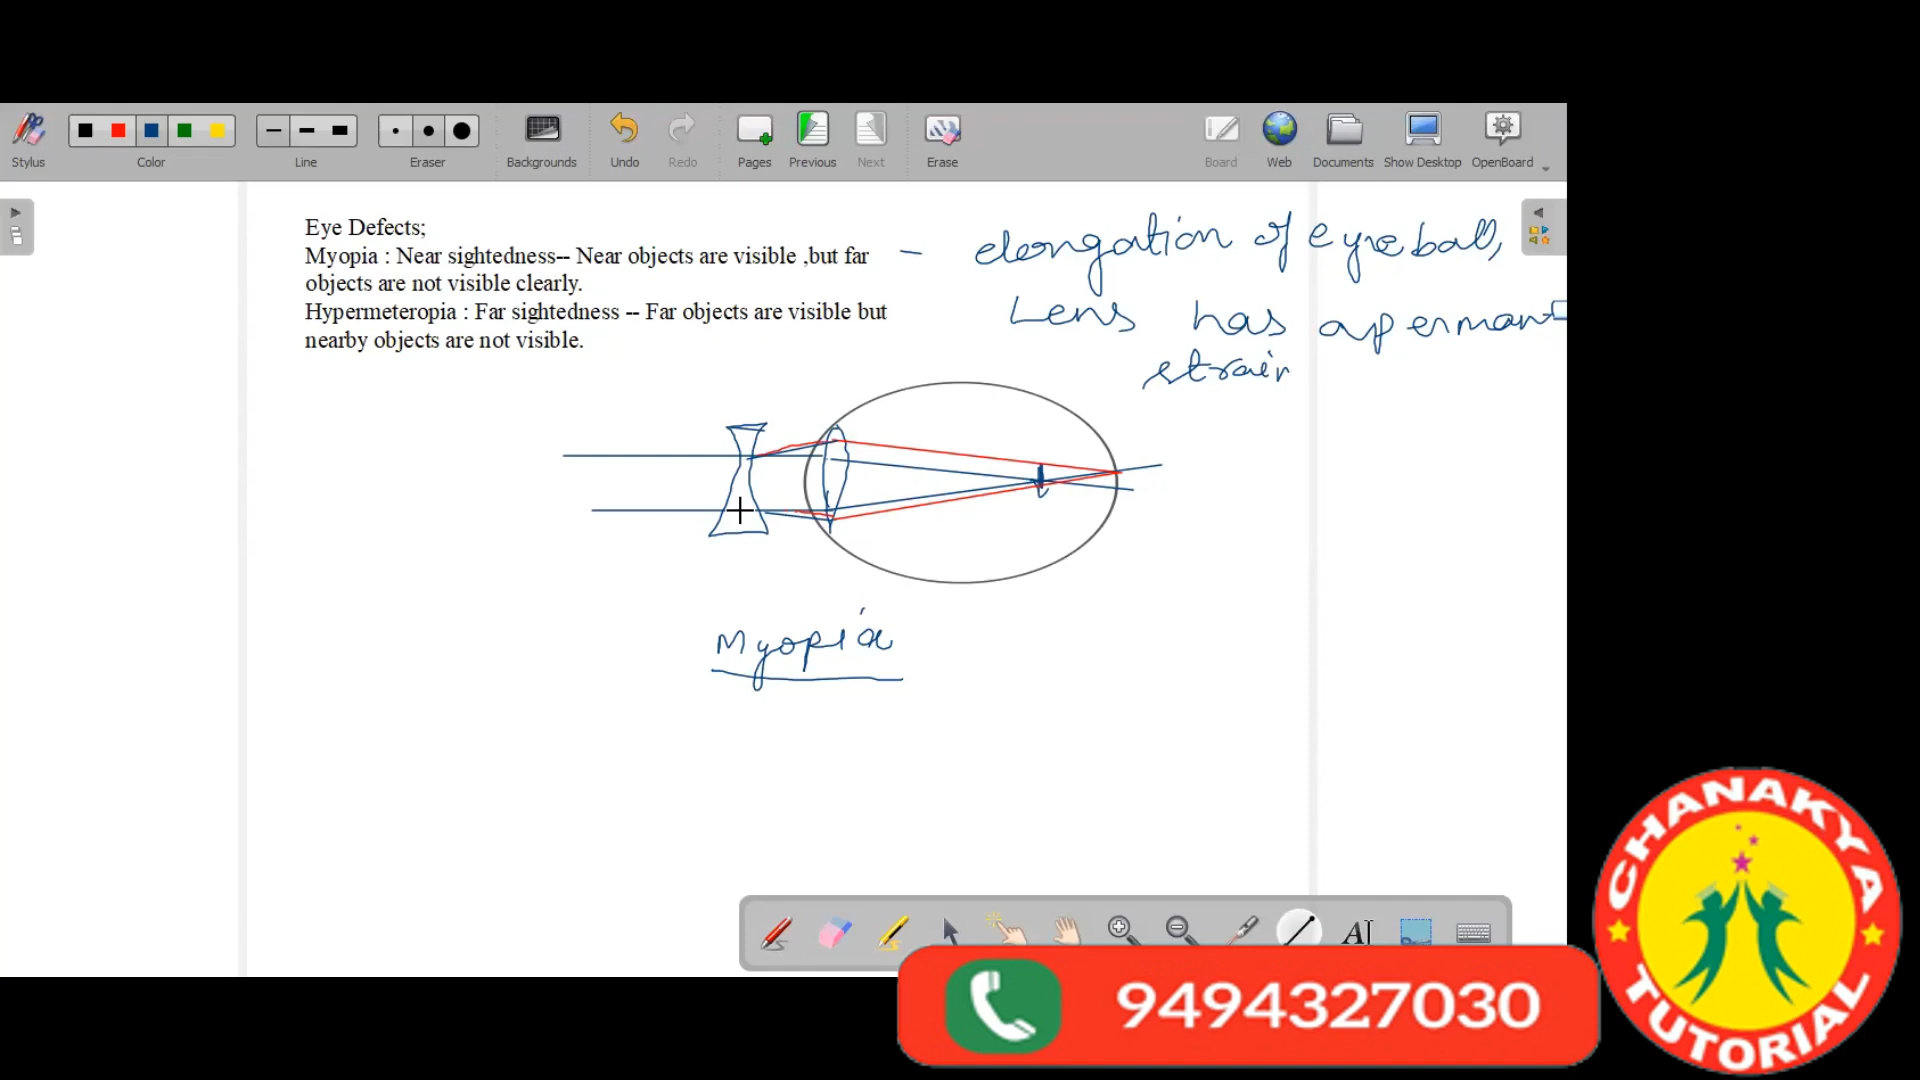 Stylus
Color
Line
Eraser
Backgrounds
Undo
Redo
Pages
Previous
Next
Erase
Board
Web
Documents
Show Desktop
OpenBoard
Eye Defects;
Myopia : Near sightedness-- Near objects are visible ,but far
objects are not visible clearly.
Hypermeteropia : Far sightedness -- Far objects are visible but
nearby objects are not visible.
– elongation of eyeball,
Lens has a permant
strain
Myopia
9494327030
CHANAKYA
TUTORIAL